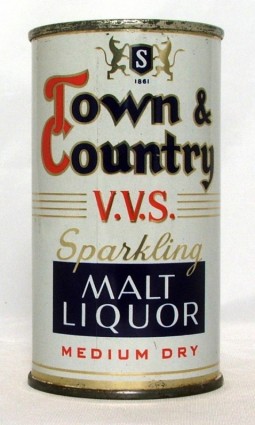 S
1861
Town &
Country
V.V.S.
Sparkling
MALT
LIQUOR
MEDIUM DRY